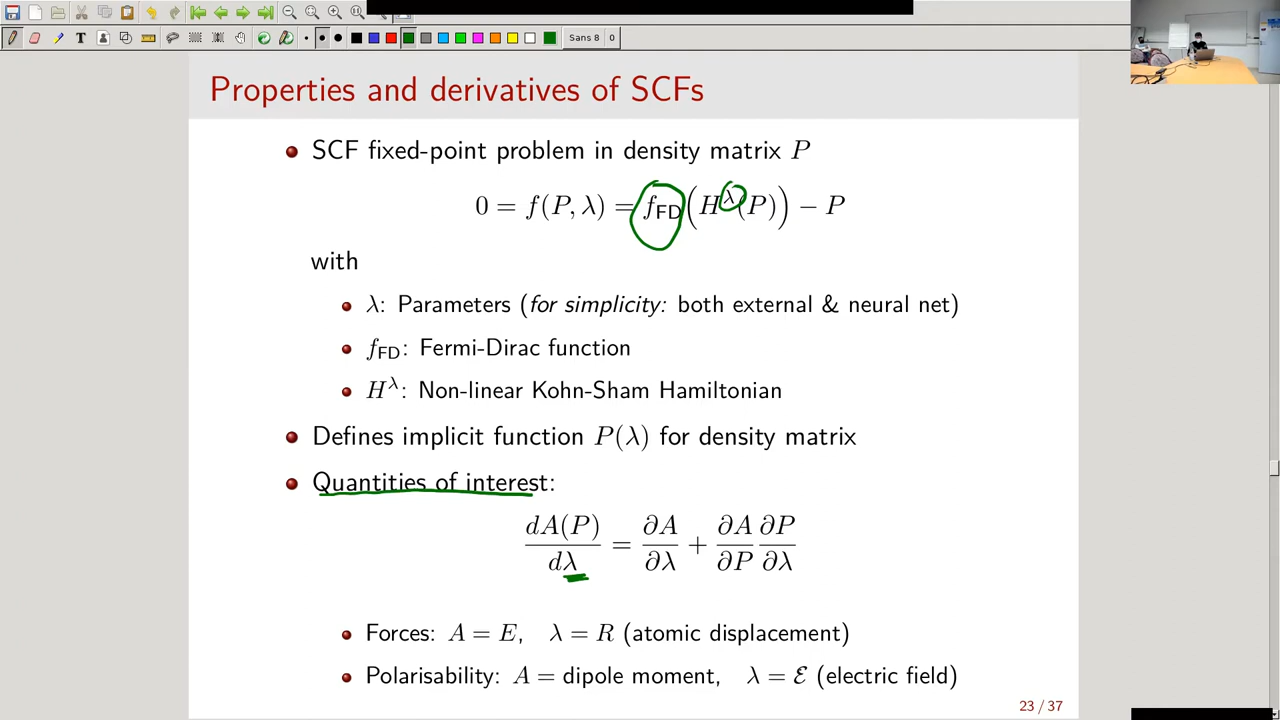 Sans 8 0
Properties and derivatives of SCFs
SCF fixed-point problem in density matrix P
0 = f(P, λ) = f_FD(H^λ(P)) − P
with
λ: Parameters (for simplicity: both external & neural net)
f_FD: Fermi-Dirac function
H^λ: Non-linear Kohn-Sham Hamiltonian
Defines implicit function P(λ) for density matrix
Quantities of interest:
dA(P)/dλ = ∂A/∂λ + ∂A/∂P ∂P/∂λ
Forces: A = E, λ = R (atomic displacement)
Polarisability: A = dipole moment, λ = ℰ (electric field)
23 / 37